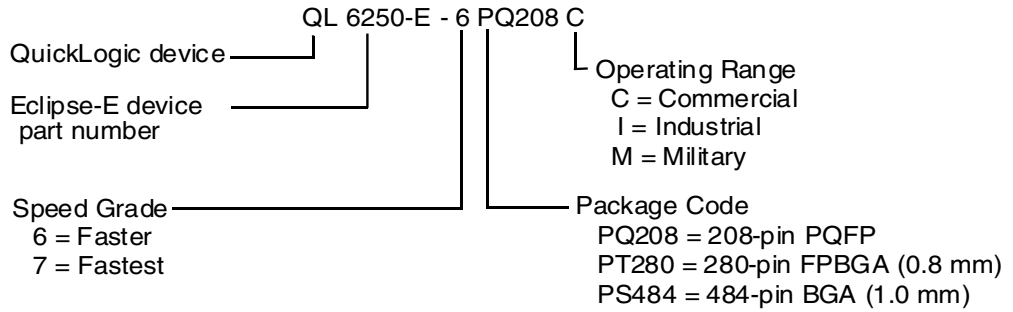 QL 6250-E - 6 PQ208 C
QuickLogic device
Eclipse-E device
part number
Operating Range
C = Commercial
I = Industrial
M = Military
Speed Grade
6 = Faster
7 = Fastest
Package Code
PQ208 = 208-pin PQFP
PT280 = 280-pin FPBGA (0.8 mm)
PS484 = 484-pin BGA (1.0 mm)